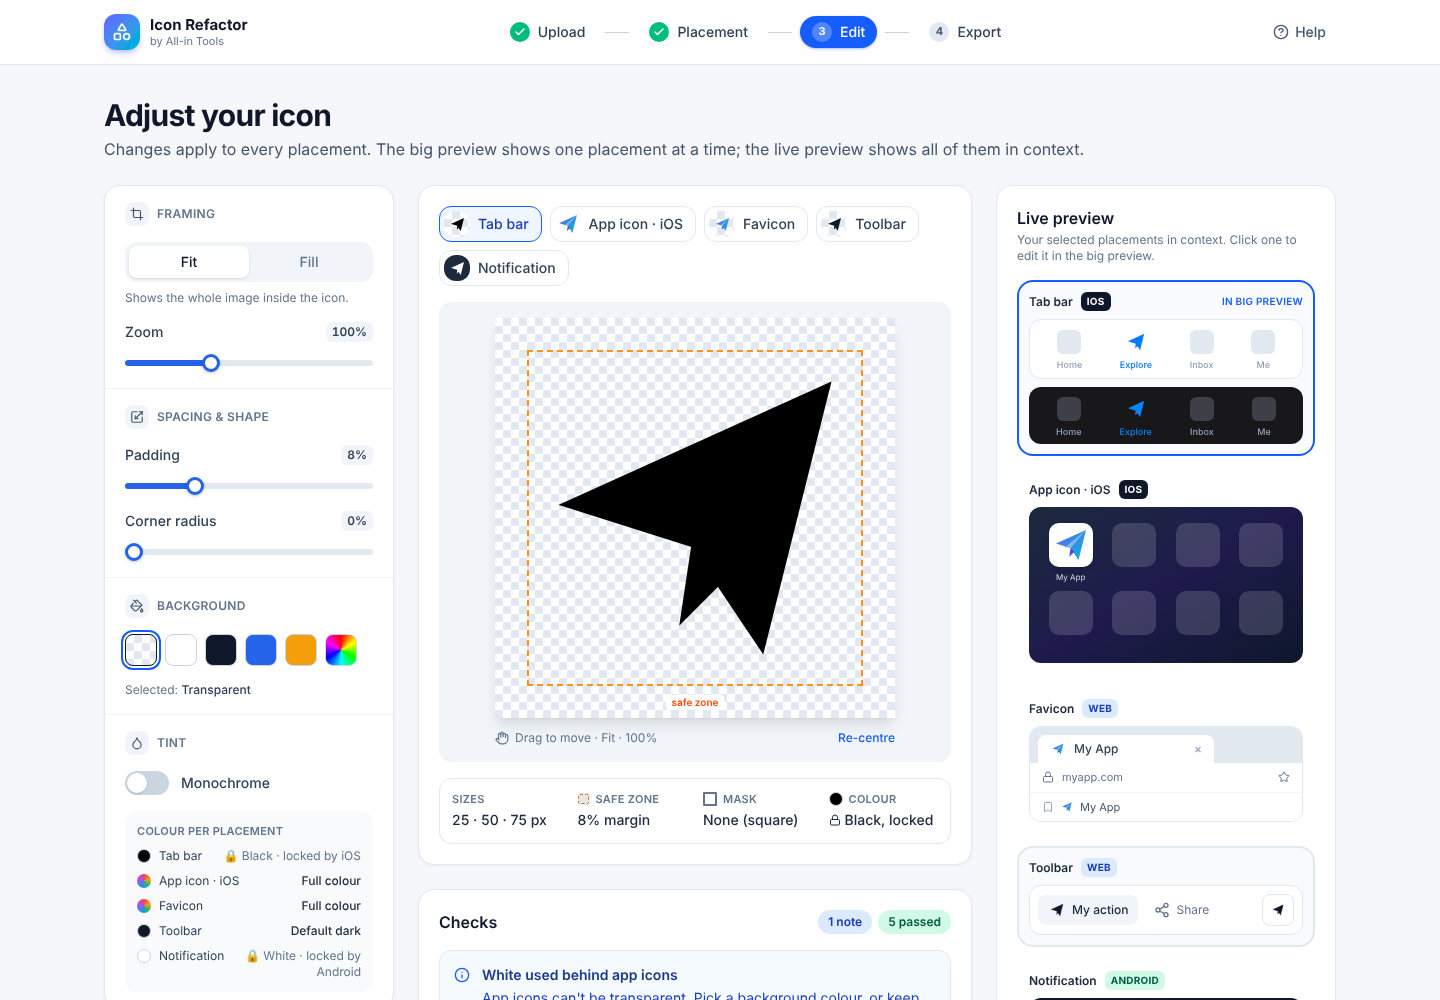 Icon Refactor
by All-in Tools
Upload
Placement
3 Edit
4 Export
Help
Adjust your icon
Changes apply to every placement. The big preview shows one placement at a time; the live preview shows all of them in context.
FRAMING
Fit
Fill
Shows the whole image inside the icon.
Zoom
100%
SPACING & SHAPE
Padding
8%
Corner radius
0%
BACKGROUND
Selected: Transparent
TINT
Monochrome
COLOUR PER PLACEMENT
Tab bar
Black · locked by iOS
App icon · iOS
Full colour
Favicon
Full colour
Toolbar
Default dark
Notification
White · locked by
Android
Tab bar
App icon · iOS
Favicon
Toolbar
Notification
safe zone
Drag to move · Fit · 100%
Re-centre
SIZES
25 · 50 · 75 px
SAFE ZONE
8% margin
MASK
None (square)
COLOUR
Black, locked
Checks
1 note
5 passed
White used behind app icons
App icons can't be transparent. Pick a background colour, or keep
Live preview
Your selected placements in context. Click one to
edit it in the big preview.
Tab bar
IOS
IN BIG PREVIEW
Home
Explore
Inbox
Me
Home
Explore
Inbox
Me
App icon · iOS
IOS
My App
Favicon
WEB
My App
×
myapp.com
My App
Toolbar
WEB
My action
Share
Notification
ANDROID